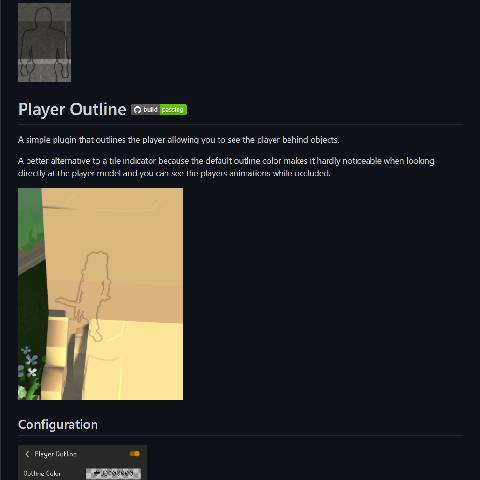 Player Outline build passing
A simple plugin that outlines the player allowing you to see the player behind objects.
A better alternative to a tile indicator because the default outline color makes it hardly noticeable when looking
directly at the player model and you can see the players animations while occluded.
Configuration
Player Outline
Outline Color